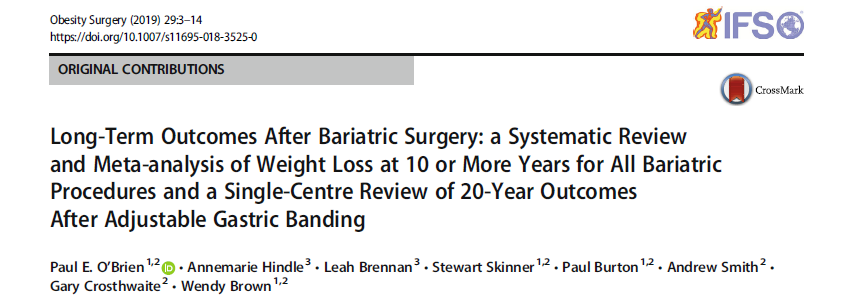 Obesity Surgery (2019) 29:3–14
https://doi.org/10.1007/s11695-018-3525-0
IFSO
ORIGINAL CONTRIBUTIONS
CrossMark
Long-Term Outcomes After Bariatric Surgery: a Systematic Review
and Meta-analysis of Weight Loss at 10 or More Years for All Bariatric
Procedures and a Single-Centre Review of 20-Year Outcomes
After Adjustable Gastric Banding
Paul E. O'Brien 1,2 iD • Annemarie Hindle 3 • Leah Brennan 3 • Stewart Skinner 1,2 • Paul Burton 1,2 • Andrew Smith 2 •
Gary Crosthwaite 2 • Wendy Brown 1,2